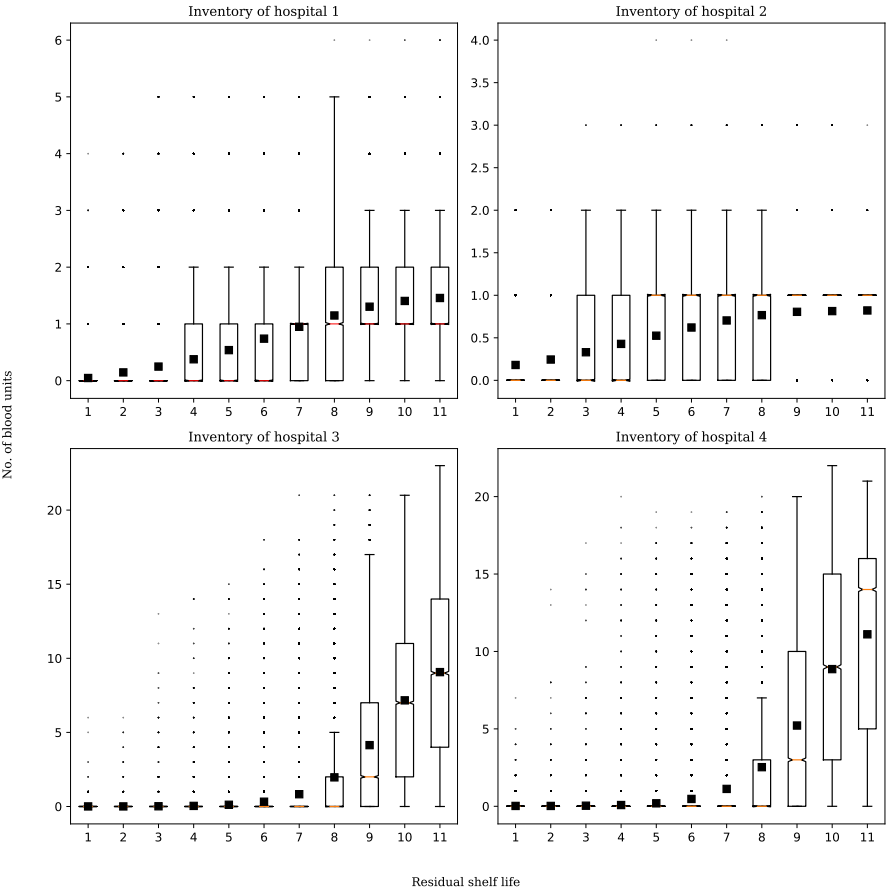 Inventory of hospital 1
Inventory of hospital 2
6
5
4
3
2
1
0
1 2 3 4 5 6 7 8 9 10 11
4.0
3.5
3.0
2.5
2.0
1.5
1.0
0.5
0.0
1 2 3 4 5 6 7 8 9 10 11
No. of blood units
Inventory of hospital 3
Inventory of hospital 4
20
15
10
5
0
1 2 3 4 5 6 7 8 9 10 11
20
15
10
5
0
1 2 3 4 5 6 7 8 9 10 11
Residual shelf life